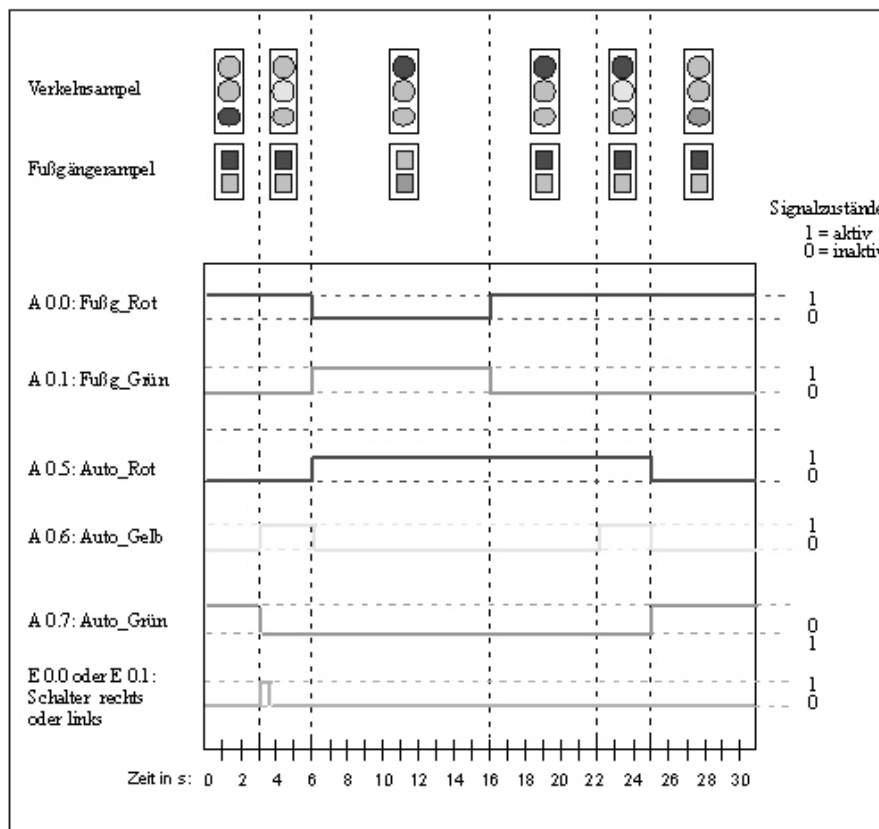 Verkehrsampel
Fußgängerampel
Signalzustände
1 = aktiv
0 = inaktiv
A 0.0: Fußg_Rot
1
0
A 0.1: Fußg_Grün
1
0
A 0.5: Auto_Rot
1
0
A 0.6: Auto_Gelb
1
0
A 0.7: Auto_Grün
0
1
E 0.0 oder E 0.1:
Schalter rechts
oder links
1
0
Zeit in s: 0 2 4 6 8 10 12 14 16 18 20 22 24 26 28 30